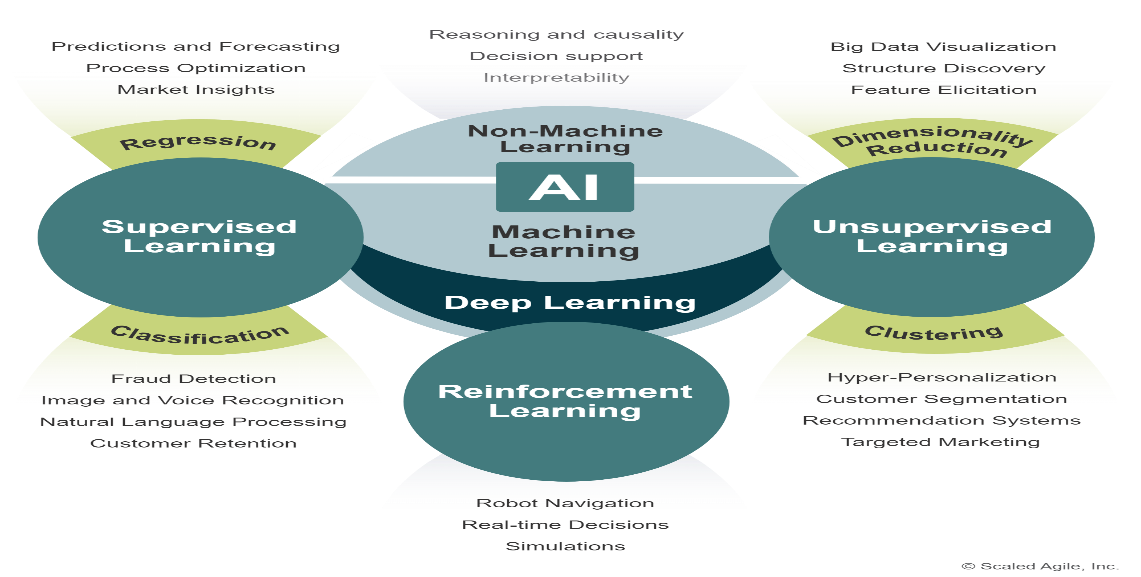 Predictions and Forecasting
Process Optimization
Market Insights
Regression
Supervised
Learning
Classification
Fraud Detection
Image and Voice Recognition
Natural Language Processing
Customer Retention
Reasoning and causality
Decision support
Interpretability
Non-Machine
Learning
AI
Machine
Learning
Deep Learning
Reinforcement
Learning
Robot Navigation
Real-time Decisions
Simulations
Big Data Visualization
Structure Discovery
Feature Elicitation
Dimensionality
Reduction
Unsupervised
Learning
Clustering
Hyper-Personalization
Customer Segmentation
Recommendation Systems
Targeted Marketing
© Scaled Agile, Inc.